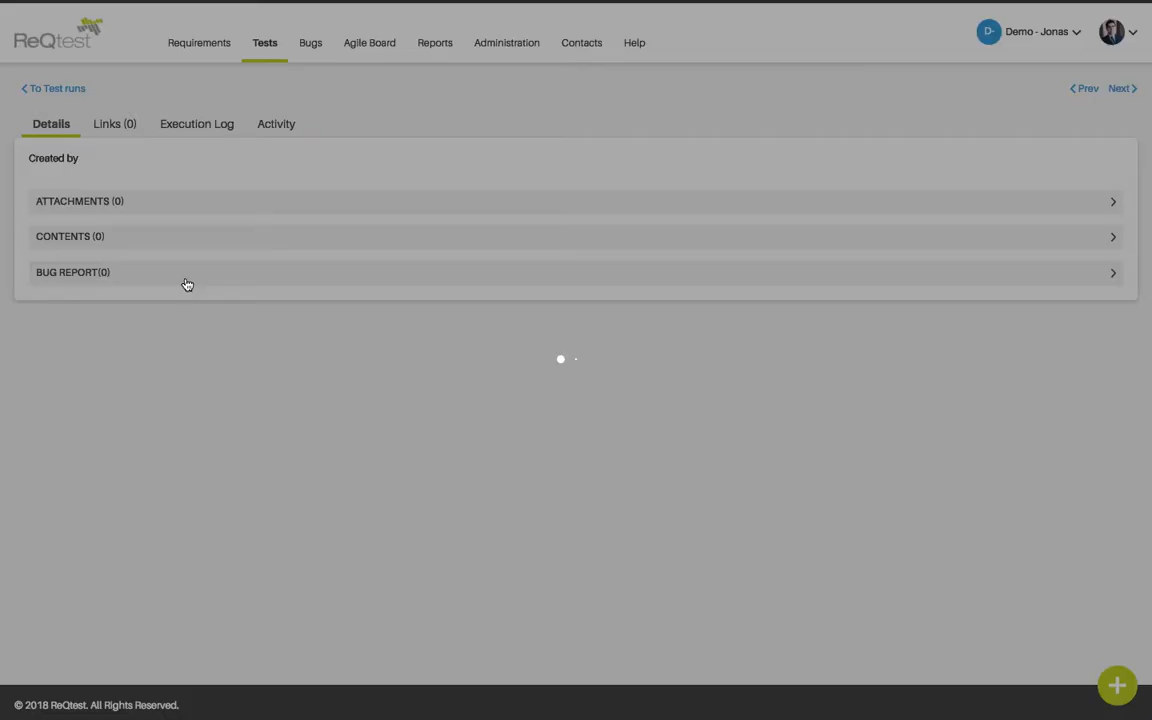 ReQtest
Requirements Tests Bugs Agile Board Reports Administration Contacts Help
D- Demo - Jonas
To Test runs
Prev Next
Details Links (0) Execution Log Activity
Created by
ATTACHMENTS (0)
CONTENTS (0)
BUG REPORT(0)
© 2018 ReQtest. All Rights Reserved.